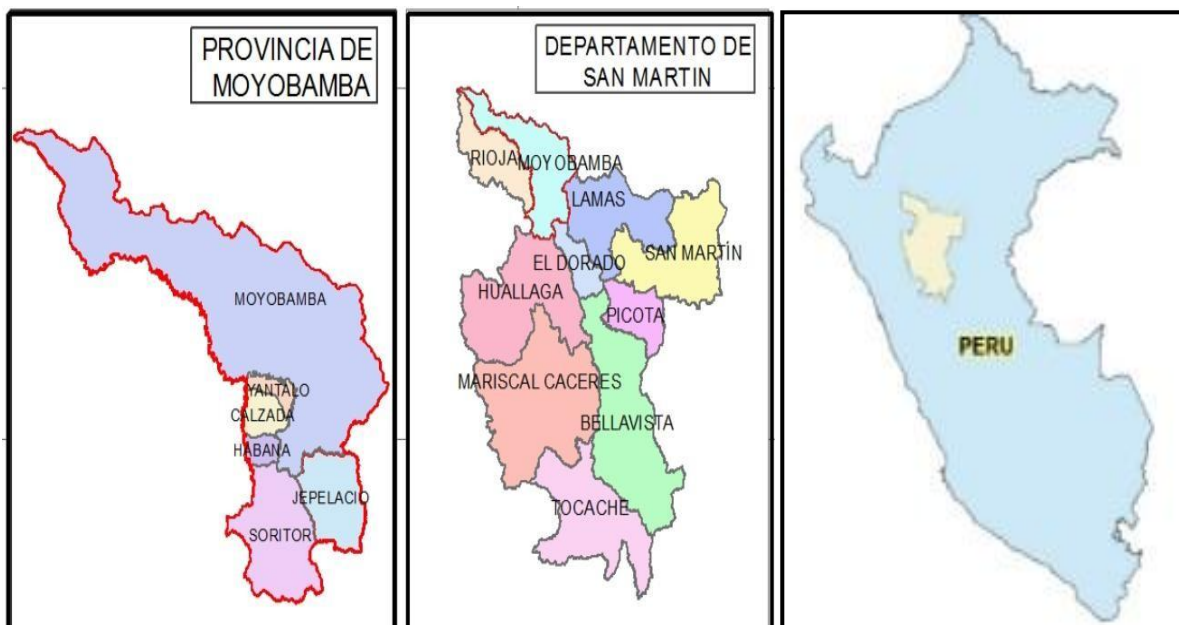 PROVINCIA DE
MOYOBAMBA
MOYOBAMBA
YANTALO
CALZADA
HABANA
JEPELACIO
SORITOR
DEPARTAMENTO DE
SAN MARTIN
RIOJA
MOYOBAMBA
LAMAS
SAN MARTÍN
EL DORADO
HUALLAGA
PICOTA
MARISCAL CACERES
BELLAVISTA
TOCACHE
PERU